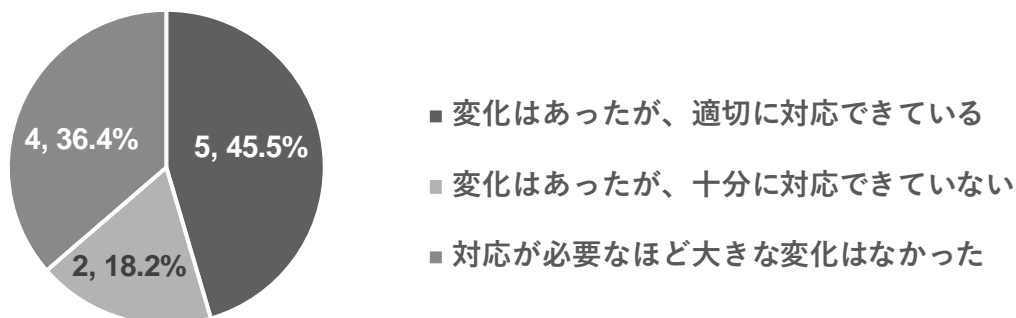 4, 36.4%
5, 45.5%
2, 18.2%
変化はあったが、適切に対応できている
変化はあったが、十分に対応できていない
対応が必要なほど大きな変化はなかった